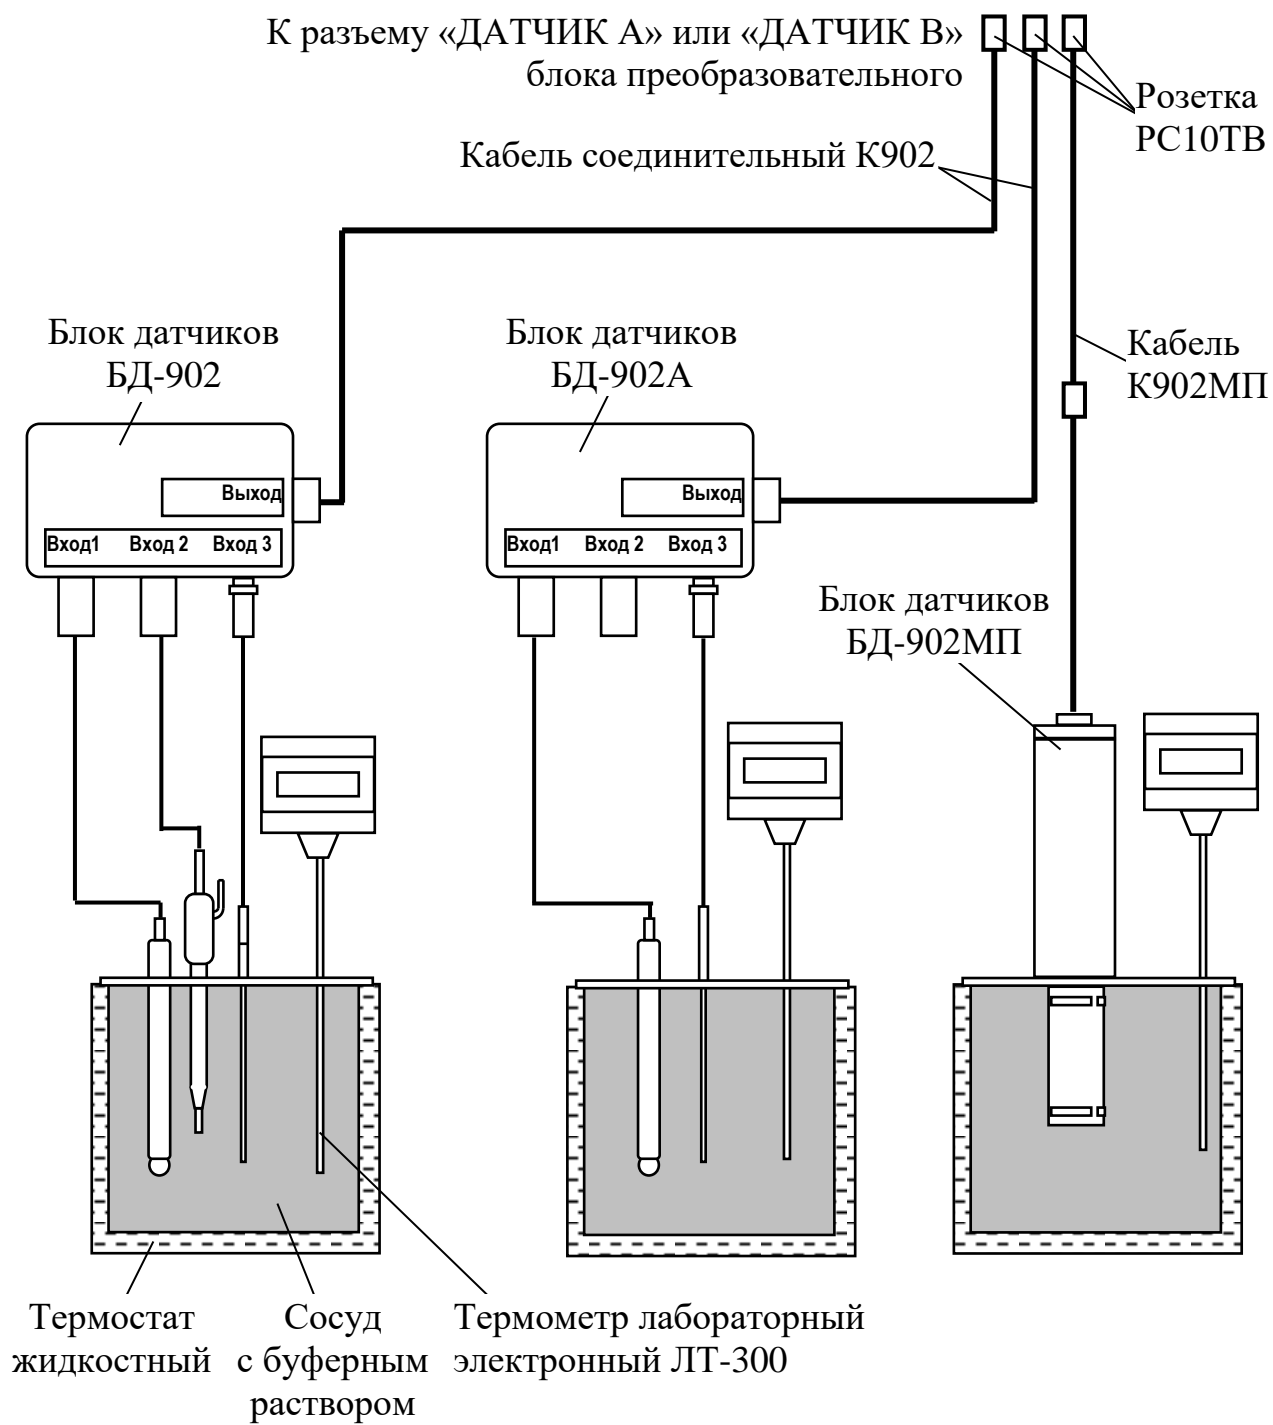 К разъему «ДАТЧИК А» или «ДАТЧИК В»
блока преобразовательного
Розетка
РС10ТВ
Кабель соединительный К902
Блок датчиков
БД-902
Блок датчиков
БД-902А
Кабель
К902МП
Выход
Вход1 Вход 2 Вход 3
Выход
Вход1 Вход 2 Вход 3
Блок датчиков
БД-902МП
Термостат
жидкостный
Сосуд
с буферным
раствором
Термометр лабораторный
электронный ЛТ-300